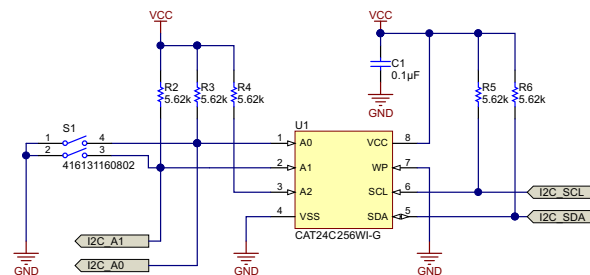 VCC
VCC
R2
5.62k
R3
5.62k
R4
5.62k
C1
0.1µF
GND
R5
5.62k
R6
5.62k
S1
1
4
2
3
416131160802
U1
1
A0
VCC
8
2
A1
WP
7
3
A2
SCL
6
4
VSS
SDA
5
CAT24C256WI-G
I2C_SCL
I2C_SDA
I2C_A1
I2C_A0
GND
GND
GND